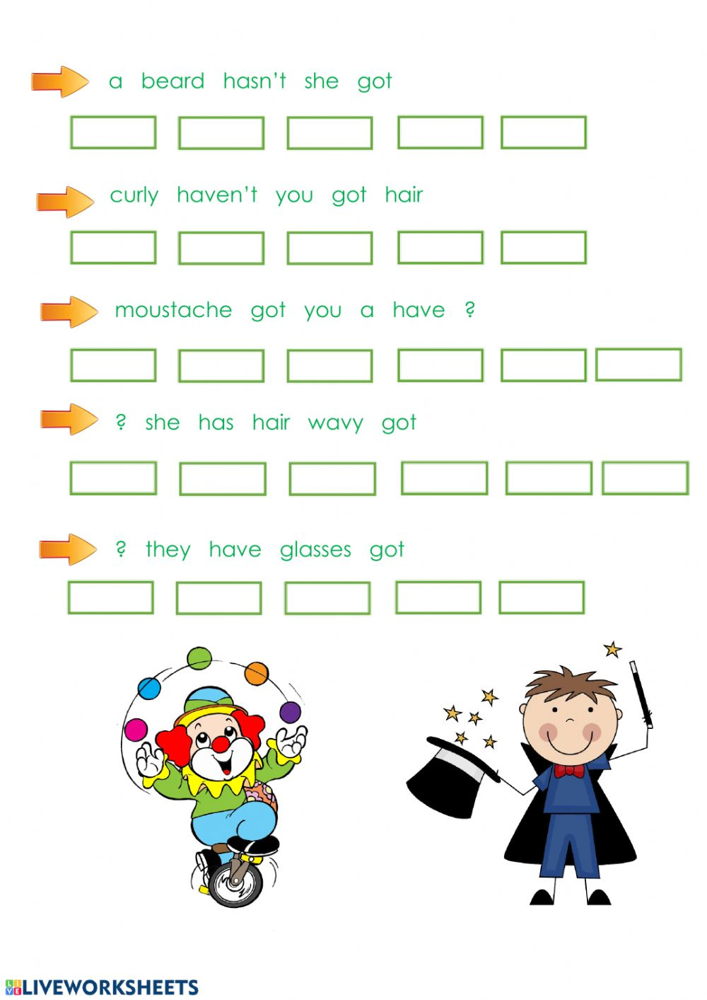 a beard hasn't she got
curly haven't you got hair
moustache got you a have ?
? she has hair wavy got
? they have glasses got
LIVE LIVEWORKSHEETS